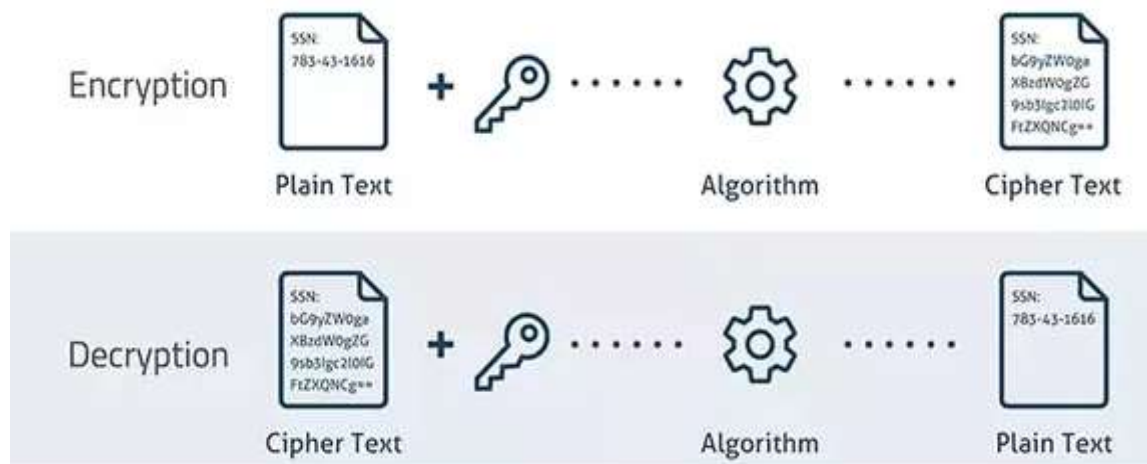 Encryption
SSN:
783-43-1616
+
Plain Text
Algorithm
SSN:
bG9yZW0ga
XBzdW0gZG
9sb3Igc2l0IG
FtZXQNCg==
Cipher Text
Decryption
SSN:
bG9yZW0ga
XBzdW0gZG
9sb3Igc2l0IG
FtZXQNCg==
+
Cipher Text
Algorithm
SSN:
783-43-1616
Plain Text